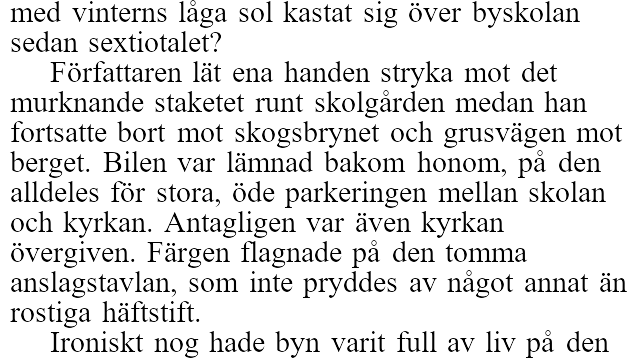 med vinterns låga sol kastat sig över byskolan
sedan sextiotalet?
Författaren lät ena handen stryka mot det
murknande staketet runt skolgården medan han
fortsatte bort mot skogsbrynet och grusvägen mot
berget. Bilen var lämnad bakom honom, på den
alldeles för stora, öde parkeringen mellan skolan
och kyrkan. Antagligen var även kyrkan
övergiven. Färgen flagnade på den tomma
anslagstavlan, som inte pryddes av något annat än
rostiga häftstift.
Ironiskt nog hade byn varit full av liv på den